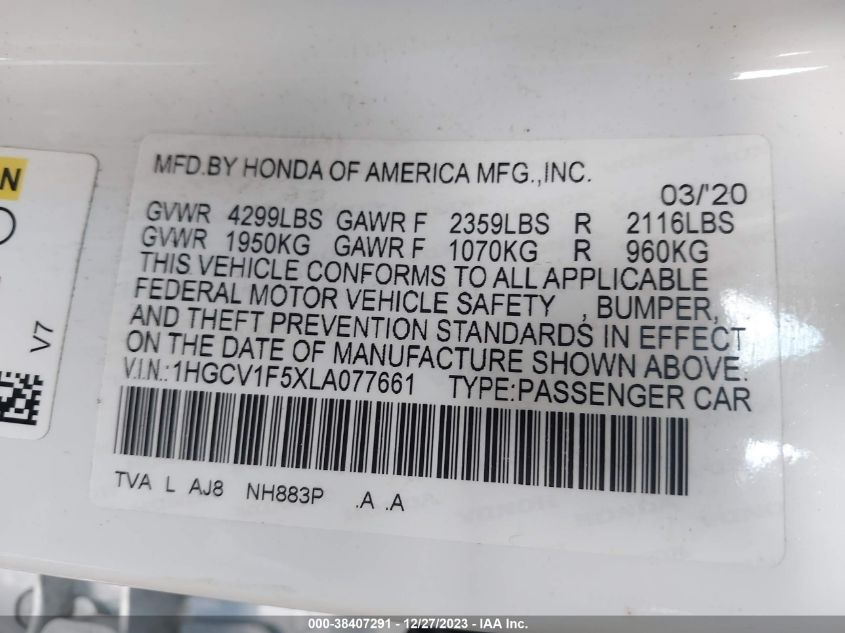 N
V7
MFD.BY HONDA OF AMERICA MFG.,INC.
03/'20
GVWR 4299LBS GAWR F 2359LBS R 2116LBS
GVWR 1950KG GAWR F 1070KG R 960KG
THIS VEHICLE CONFORMS TO ALL APPLICABLE
FEDERAL MOTOR VEHICLE SAFETY , BUMPER,
AND THEFT PREVENTION STANDARDS IN EFFECT
ON THE DATE OF MANUFACTURE SHOWN ABOVE.
V.I.N.:1HGCV1F5XLA077661 TYPE:PASSENGER CAR
TVA L AJ8 NH883P .A .A
000-38407291 - 12/27/2023 - IAA Inc.